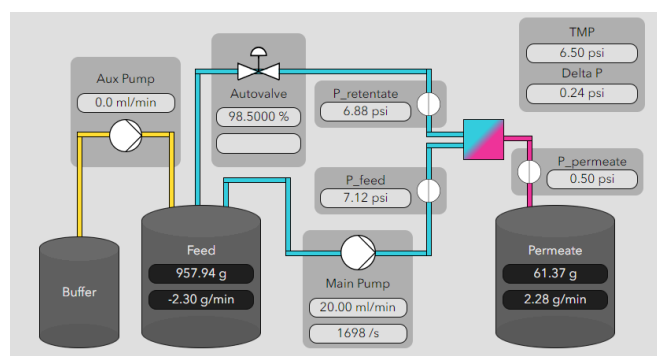 TMP
6.50 psi
Delta P
0.24 psi
Aux Pump
0.0 ml/min
Autovalve
98.5000 %
P_retentate
6.88 psi
P_feed
7.12 psi
P_permeate
0.50 psi
Buffer
Feed
957.94 g
-2.30 g/min
Main Pump
20.00 ml/min
1698 /s
Permeate
61.37 g
2.28 g/min